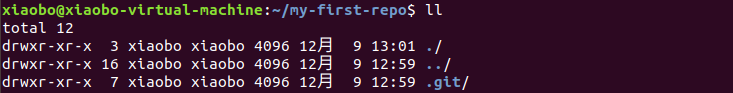 xiaobo@xiaobo-virtual-machine:~/my-first-repo$ ll
total 12
drwxr-xr-x  3 xiaobo xiaobo 4096 12月  9 13:01 ./
drwxr-xr-x 16 xiaobo xiaobo 4096 12月  9 12:59 ../
drwxr-xr-x  7 xiaobo xiaobo 4096 12月  9 12:59 .git/